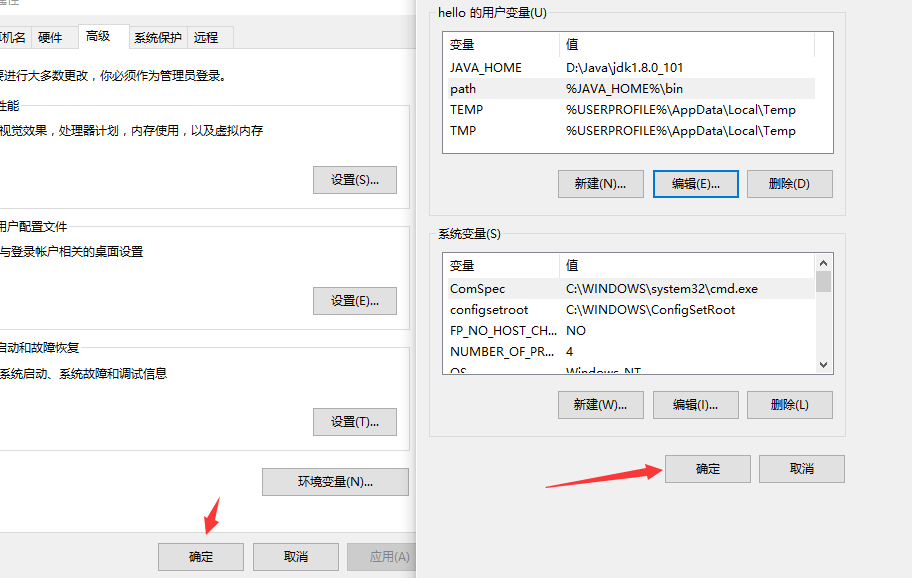 属性
机名 硬件 高级 系统保护 远程
要进行大多数更改，你必须作为管理员登录。
性能
视觉效果，处理器计划，内存使用，以及虚拟内存
设置(S)...
用户配置文件
与登录帐户相关的桌面设置
设置(E)...
启动和故障恢复
系统启动、系统故障和调试信息
设置(T)...
环境变量(N)...
确定 取消 应用(A)
hello 的用户变量(U)
变量 值
JAVA_HOME D:\Java\jdk1.8.0_101
path %JAVA_HOME%\bin
TEMP %USERPROFILE%\AppData\Local\Temp
TMP %USERPROFILE%\AppData\Local\Temp
新建(N)... 编辑(E)... 删除(D)
系统变量(S)
变量 值
ComSpec C:\WINDOWS\system32\cmd.exe
configsetroot C:\WINDOWS\ConfigSetRoot
FP_NO_HOST_CH... NO
NUMBER_OF_PR... 4
OS Windows_NT
新建(W)... 编辑(I)... 删除(L)
确定 取消